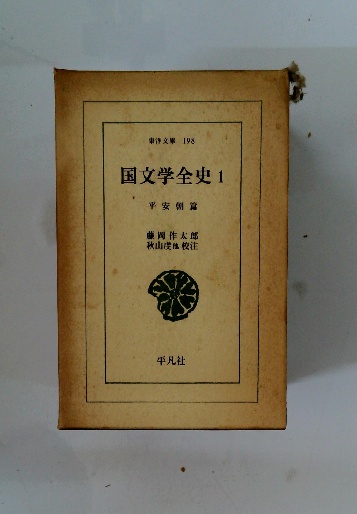 東洋文庫 198
国文学全史 1
平安朝篇
藤岡作太郎
秋山虔他校注
平凡社